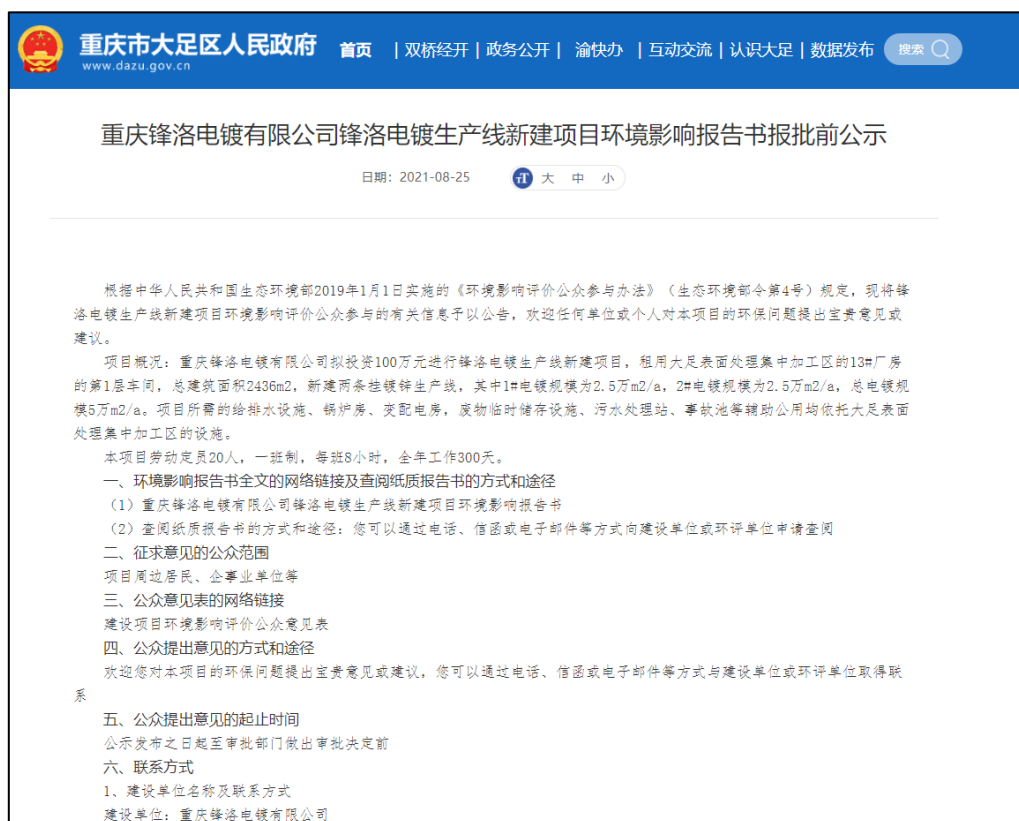 重庆市大足区人民政府
www.dazu.gov.cn
首页 | 双桥经开 | 政务公开 | 渝快办 | 互动交流 | 认识大足 | 数据发布 搜索
重庆锋洛电镀有限公司锋洛电镀生产线新建项目环境影响报告书报批前公示
日期：2021-08-25 T 大 中 小
根据中华人民共和国生态环境部2019年1月1日实施的《环境影响评价公众参与办法》（生态环境部令第4号）规定，现将锋
洛电镀生产线新建项目环境影响评价公众参与的有关信息予以公告，欢迎任何单位或个人对本项目的环保问题提出宝贵意见或
建议。
项目概况：重庆锋洛电镀有限公司拟投资100万元进行锋洛电镀生产线新建项目，租用大足表面处理集中加工区的13#厂房
的第1层车间，总建筑面积2436m2，新建两条挂镀锌生产线，其中1#电镀规模为2.5万m2/a，2#电镀规模为2.5万m2/a，总电镀规
模5万m2/a。项目所需的给排水设施、锅炉房、变配电房，废物临时储存设施、污水处理站、事故池等辅助公用均依托大足表面
处理集中加工区的设施。
本项目劳动定员20人，一班制，每班8小时，全年工作300天。
一、环境影响报告书全文的网络链接及查阅纸质报告书的方式和途径
（1）重庆锋洛电镀有限公司锋洛电镀生产线新建项目环境影响报告书
（2）查阅纸质报告书的方式和途径：您可以通过电话、信函或电子邮件等方式向建设单位或环评单位申请查阅
二、征求意见的公众范围
项目周边居民、企事业单位等
三、公众意见表的网络链接
建设项目环境影响评价公众意见表
四、公众提出意见的方式和途径
欢迎您对本项目的环保问题提出宝贵意见或建议，您可以通过电话、信函或电子邮件等方式与建设单位或环评单位取得联
系
五、公众提出意见的起止时间
公示发布之日起至审批部门做出审批决定前
六、联系方式
1、建设单位名称及联系方式
建设单位：重庆锋洛电镀有限公司